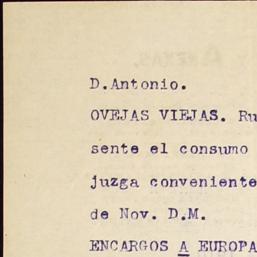 D.Antonio.
OVEJAS VIEJAS. Ru
sente el consumo
juzga conveniente
de Nov. D.M.
ENCARGOS A EUROPA